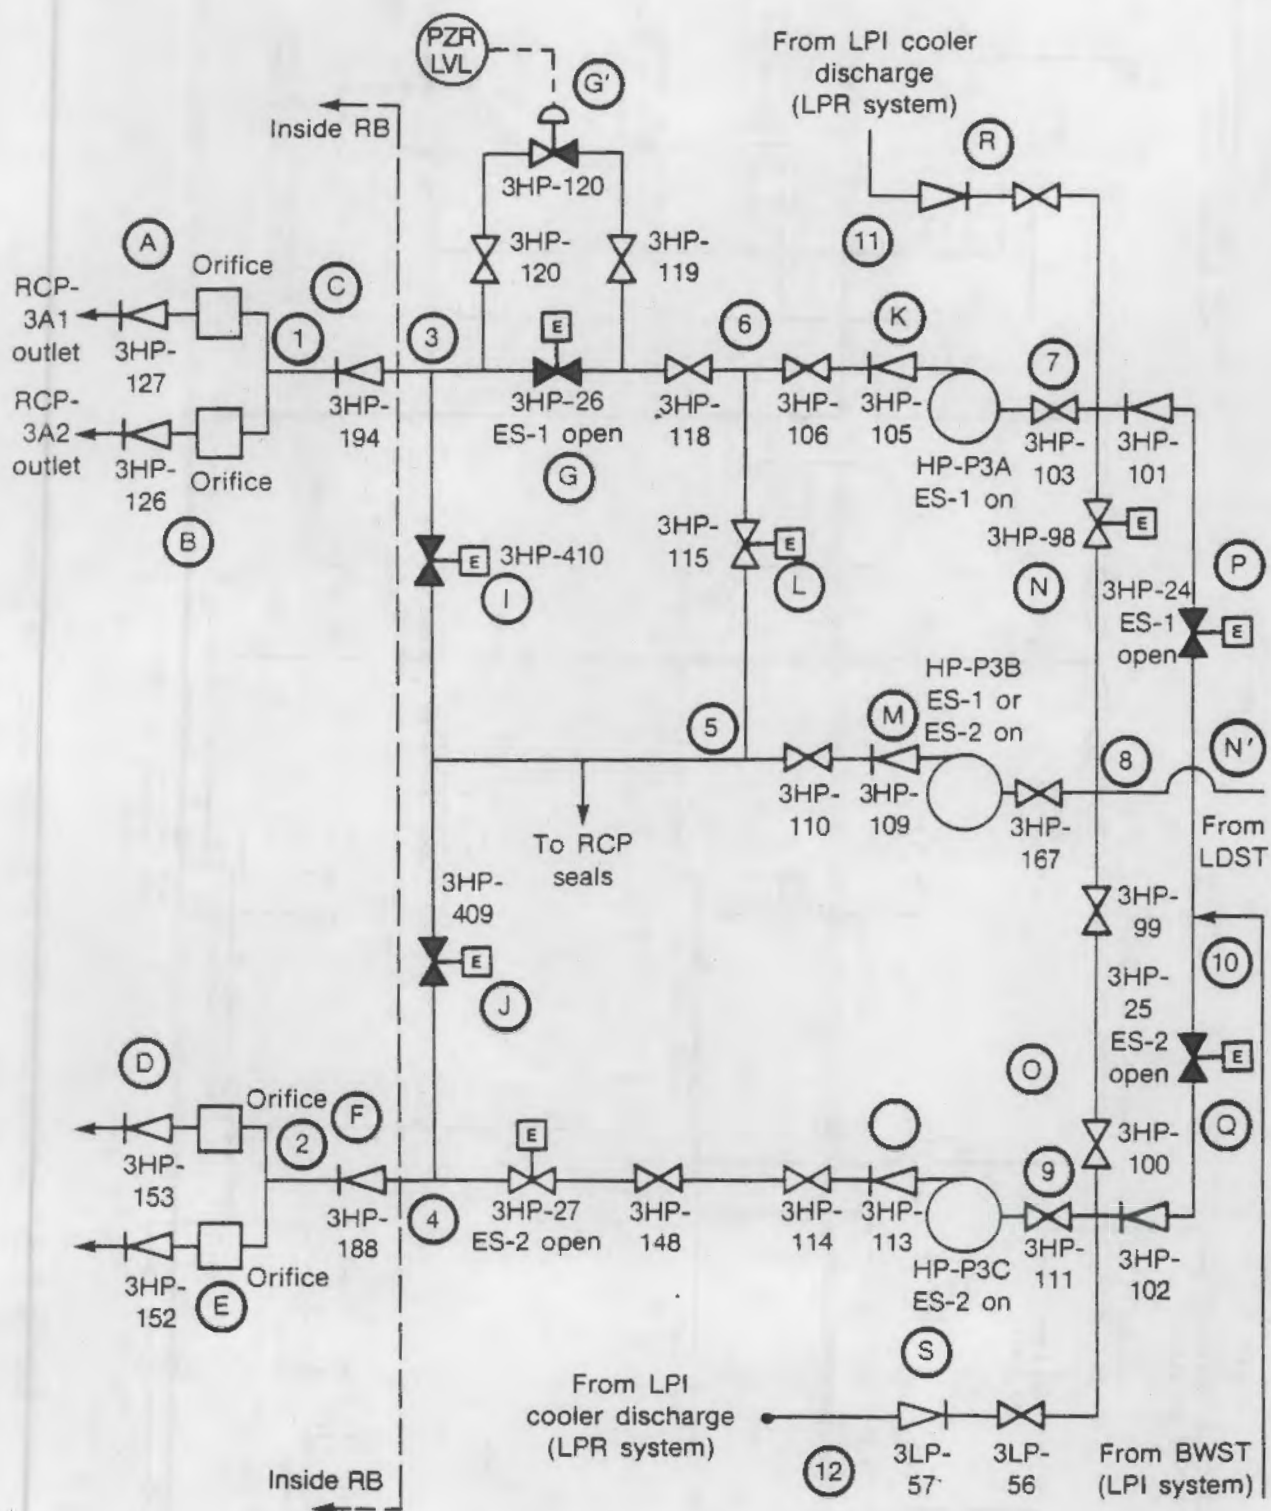 PZR
LVL
G'
From LPI cooler
discharge
(LPR system)
Inside RB
R
3HP-120
A
Orifice
C
3HP-
120
3HP-
119
11
RCP-
3A1
outlet
3HP-
127
1
3
E
6
K
7
RCP-
3A2
outlet
3HP-
126
Orifice
3HP-
194
3HP-26
ES-1 open
3HP-
118
3HP-
106
3HP-
105
HP-P3A
ES-1 on
3HP-
103
3HP-
101
B
G
3HP-410
E
I
3HP-
115
E
L
3HP-98
E
N
P
3HP-24
ES-1
open
E
HP-P3B
ES-1 or
ES-2 on
M
5
8
N'
3HP-
110
3HP-
109
3HP-
167
From
LDST
To RCP
seals
3HP-
409
E
J
3HP-
99
10
3HP-
25
ES-2
open
E
D
Orifice
F
O
3HP-
100
Q
3HP-
153
2
E
9
3HP-
188
4
3HP-27
ES-2 open
3HP-
148
3HP-
114
3HP-
113
3HP-
111
3HP-
102
HP-P3C
ES-2 on
3HP-
152
E
Orifice
S
From LPI
cooler discharge
(LPR system)
12
3LP-
57
3LP-
56
From BWST
(LPI system)
Inside RB